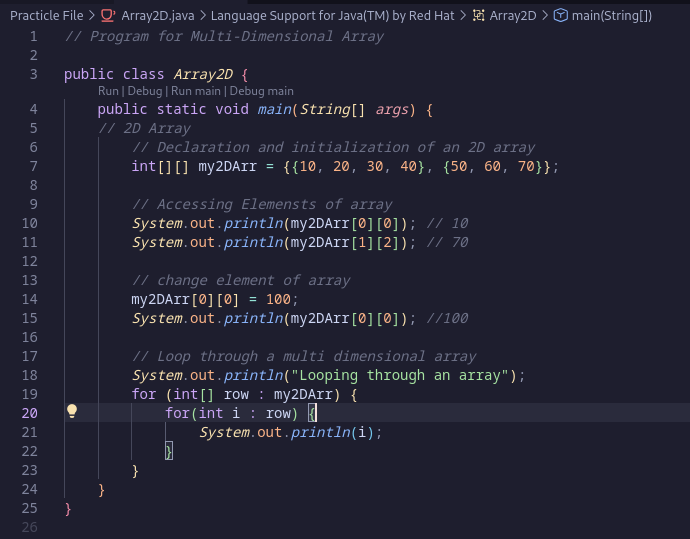 Practicle File > Array2D.java > Language Support for Java(TM) by Red Hat > Array2D > main(String[])
1 // Program for Multi-Dimensional Array
2
3 public class Array2D {
Run | Debug | Run main | Debug main
4 public static void main(String[] args) {
5 // 2D Array
6 // Declaration and initialization of an 2D array
7 int[][] my2DArr = {{10, 20, 30, 40}, {50, 60, 70}};
8
9 // Accessing Elemensts of array
10 System.out.println(my2DArr[0][0]); // 10
11 System.out.println(my2DArr[1][2]); // 70
12
13 // change element of array
14 my2DArr[0][0] = 100;
15 System.out.println(my2DArr[0][0]); //100
16
17 // Loop through a multi dimensional array
18 System.out.println("Looping through an array");
19 for (int[] row : my2DArr) {
20 for(int i : row) {
21 System.out.println(i);
22 }
23 }
24 }
25 }
26